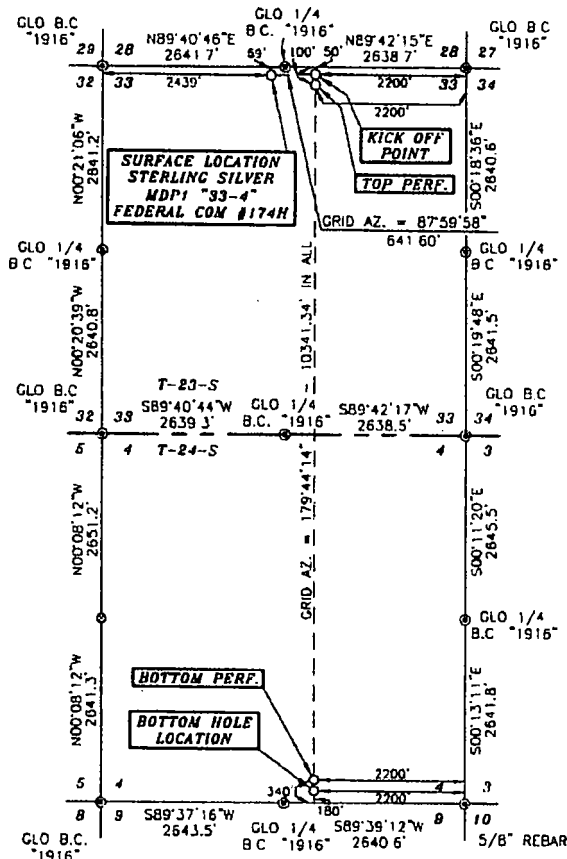 GLO B.C "1916"
GLO 1/4 B.C. "1916"
GLO B C "1916"
N89°40'46"E 2641 7'
N89°42'15"E 2638 7'
29 28
32 33
28 27
33 34
69' 100' 50'
2439'
2200'
2200'
KICK OFF POINT
TOP PERF.
SURFACE LOCATION
STERLING SILVER
MDP1 "33-4"
FEDERAL COM #174H
GRID AZ. = 87°59'58"
641 60'
N00°21'06"W
2641.2'
S00°18'36"E
2640.6'
GLO 1/4
B C "1916"
GLO 1/4
B C "1916"
N00°20'39"W
2640.8'
S00°19'48"E
2641.5'
GRID AZ. = 179°44'14" - 10341.34' IN ALL
T-23-S
T-24-S
GLO B.C "1916"
GLO 1/4
B.C. "1916"
GLO B.C "1916"
S89°40'44"W
2639 3'
S89°42'17"W
2638.5'
32 33
5 4
33 34
4 3
N00°08'12"W
2651.2'
S00°11'20"E
2645.5'
GLO 1/4
B.C "1916"
N00°08'12"W
2641.3'
S00°13'11"E
2641.8'
BOTTOM PERF.
BOTTOM HOLE
LOCATION
2200'
2200'
340'
180'
5 4
8 9
4 3
9 10
S89°37'16"W
2643.5'
S89°39'12"W
2640 6'
GLO B.C.
"1916"
GLO 1/4
B C "1916"
5/8" REBAR